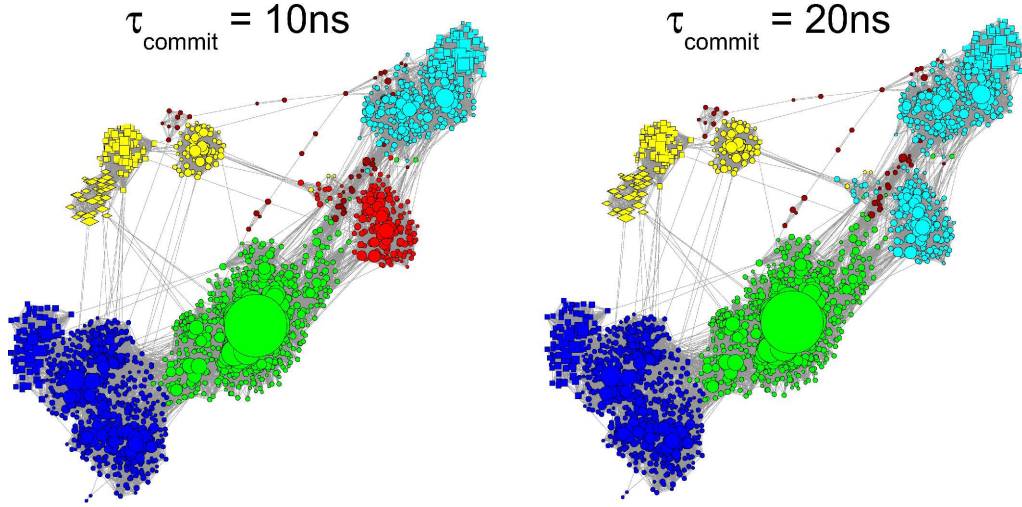 τcommit = 10ns
τcommit = 20ns